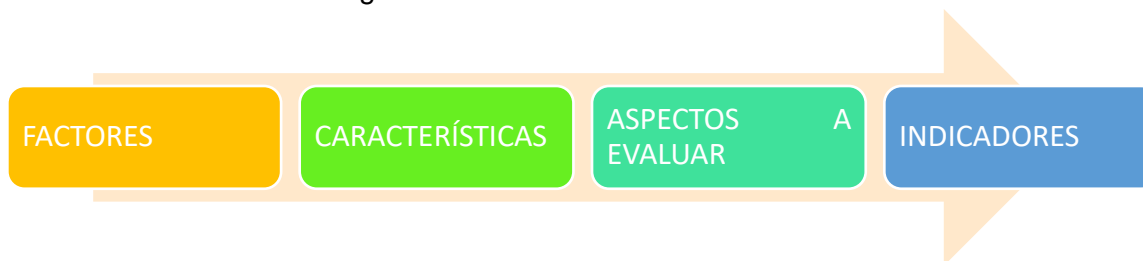 FACTORES
CARACTERÍSTICAS
ASPECTOS A
EVALUAR
INDICADORES